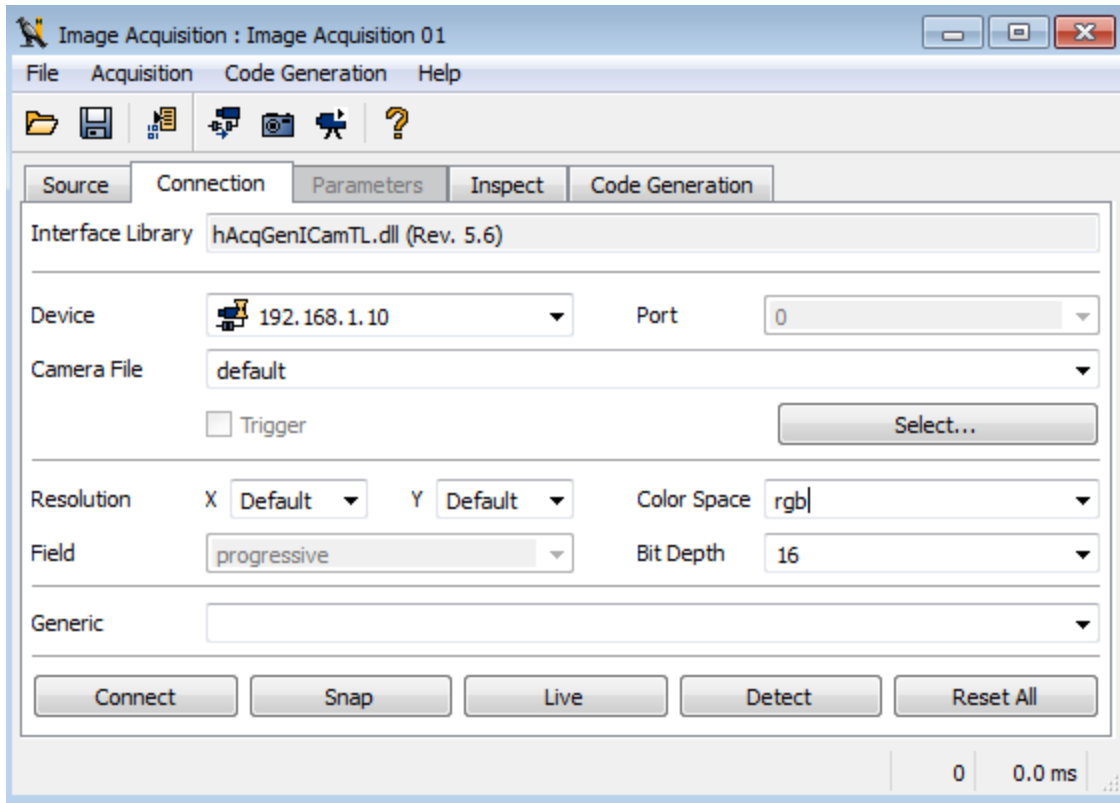 Image Acquisition : Image Acquisition 01
File Acquisition Code Generation Help
Source Connection Parameters Inspect Code Generation
Interface Library hAcqGenICamTL.dll (Rev. 5.6)
Device 192.168.1.10 Port 0
Camera File default
Trigger Select...
Resolution X Default Y Default Color Space rgb
Field progressive Bit Depth 16
Generic
Connect Snap Live Detect Reset All
0 0.0 ms